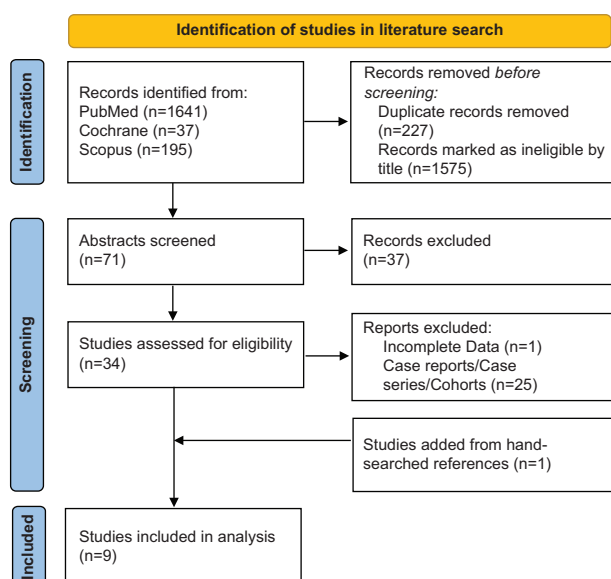 Identification of studies in literature search
Identification
Records identified from:
PubMed (n=1641)
Cochrane (n=37)
Scopus (n=195)
Records removed before
screening:
Duplicate records removed
(n=227)
Records marked as ineligible by
title (n=1575)
Screening
Abstracts screened
(n=71)
Records excluded
(n=37)
Studies assessed for eligibility
(n=34)
Reports excluded:
Incomplete Data (n=1)
Case reports/Case
series/Cohorts (n=25)
Studies added from hand-
searched references (n=1)
Included
Studies included in analysis
(n=9)